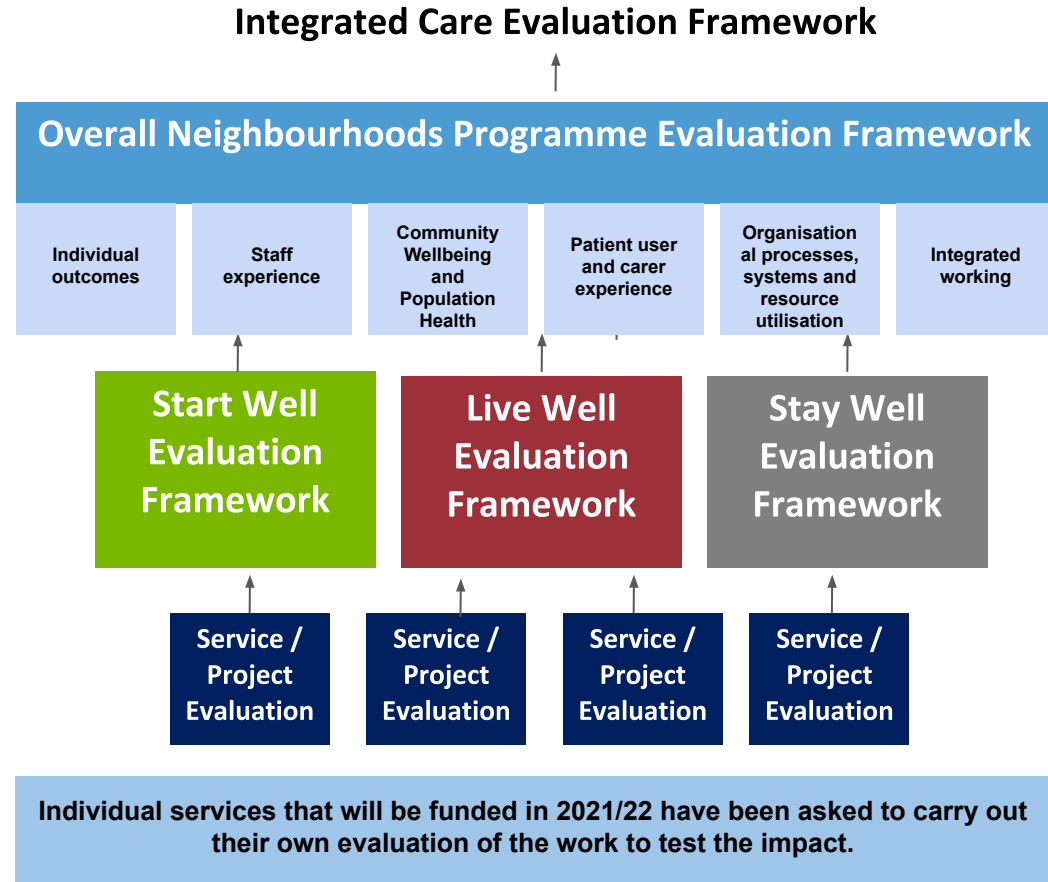 Integrated Care Evaluation Framework
Overall Neighbourhoods Programme Evaluation Framework
Individual
outcomes
Staff
experience
Community
Wellbeing
and
Population
Health
Patient user
and carer
experience
Organisation
al processes,
systems and
resource
utilisation
Integrated
working
Start Well
Evaluation
Framework
Live Well
Evaluation
Framework
Stay Well
Evaluation
Framework
Service /
Project
Evaluation
Service /
Project
Evaluation
Service /
Project
Evaluation
Service /
Project
Evaluation
Individual services that will be funded in 2021/22 have been asked to carry out
their own evaluation of the work to test the impact.